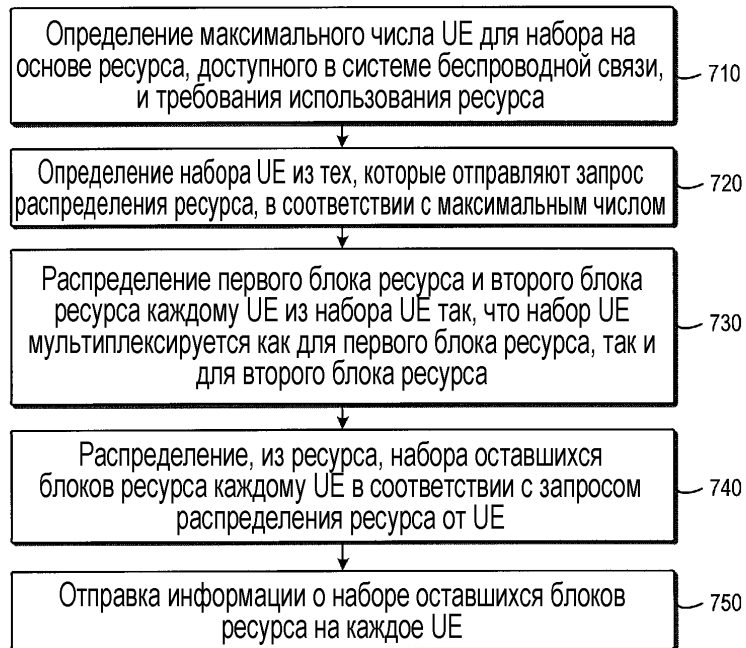 Определение максимального числа UE для набора на
основе ресурса, доступного в системе беспроводной связи,
и требования использования ресурса
710
Определение набора UE из тех, которые отправляют запрос
распределения ресурса, в соответствии с максимальным числом
720
Распределение первого блока ресурса и второго блока
ресурса каждому UE из набора UE так, что набор UE
мультиплексируется как для первого блока ресурса, так и
для второго блока ресурса
730
Распределение, из ресурса, набора оставшихся
блоков ресурса каждому UE в соответствии с запросом
распределения ресурса от UE
740
Отправка информации о наборе оставшихся блоков
ресурса на каждое UE
750